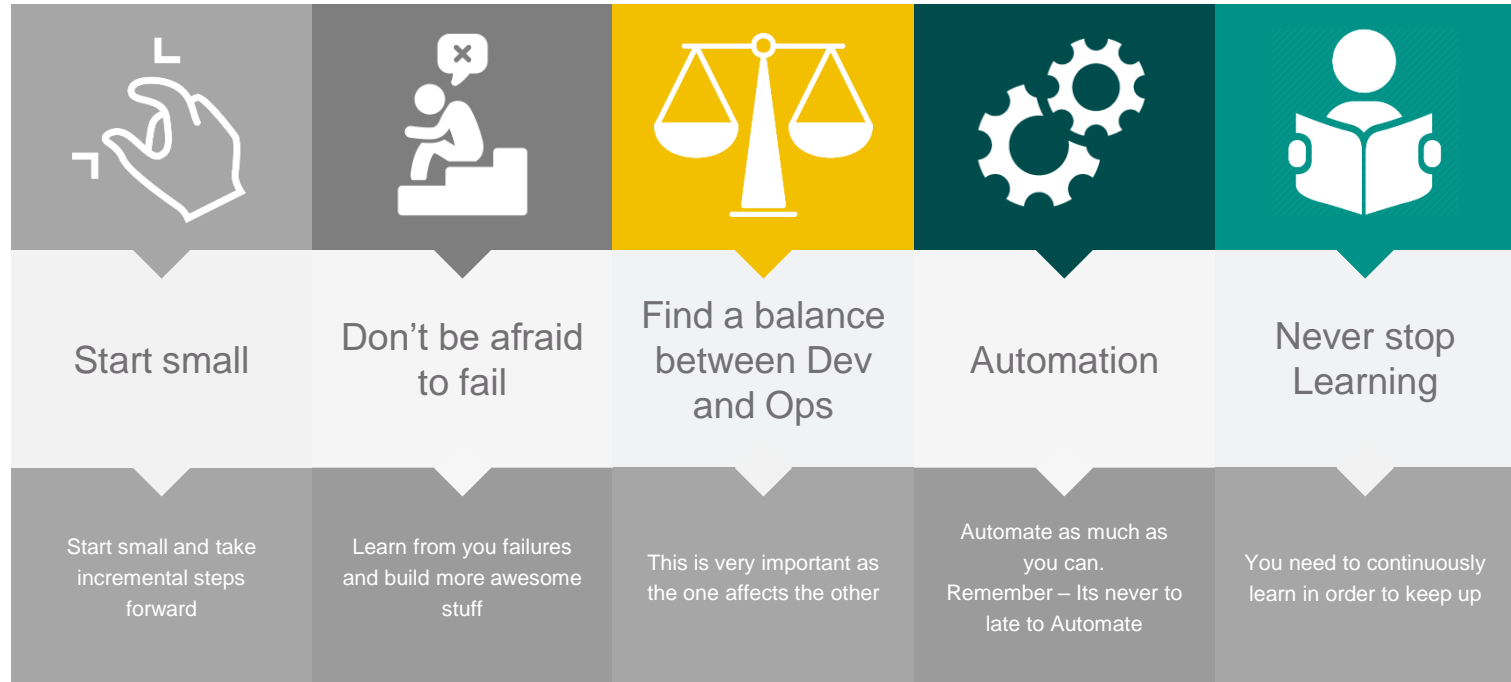 Start small
Don’t be afraid
to fail
Find a balance
between Dev
and Ops
Automation
Never stop
Learning
Start small and take
incremental steps
forward
Learn from you failures
and build more awesome
stuff
This is very important as
the one affects the other
Automate as much as
you can.
Remember – Its never to
late to Automate
You need to continuously
learn in order to keep up